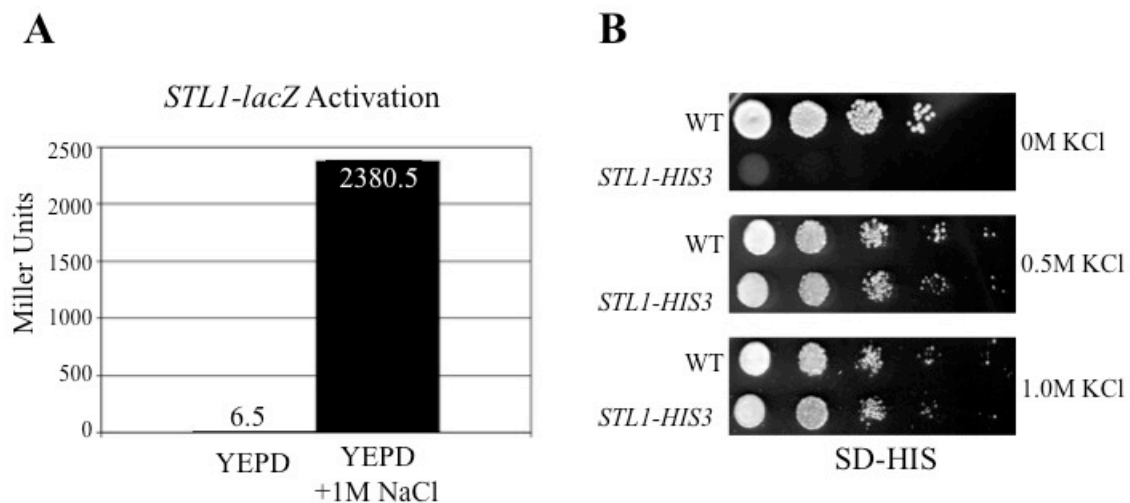 A
STL1-lacZ Activation
Miller Units
2500
2000
1500
1000
500
0
6.5
2380.5
YEPD
YEPD
+1M NaCl
B
WT
STL1-HIS3
0M KCl
WT
STL1-HIS3
0.5M KCl
WT
STL1-HIS3
1.0M KCl
SD-HIS